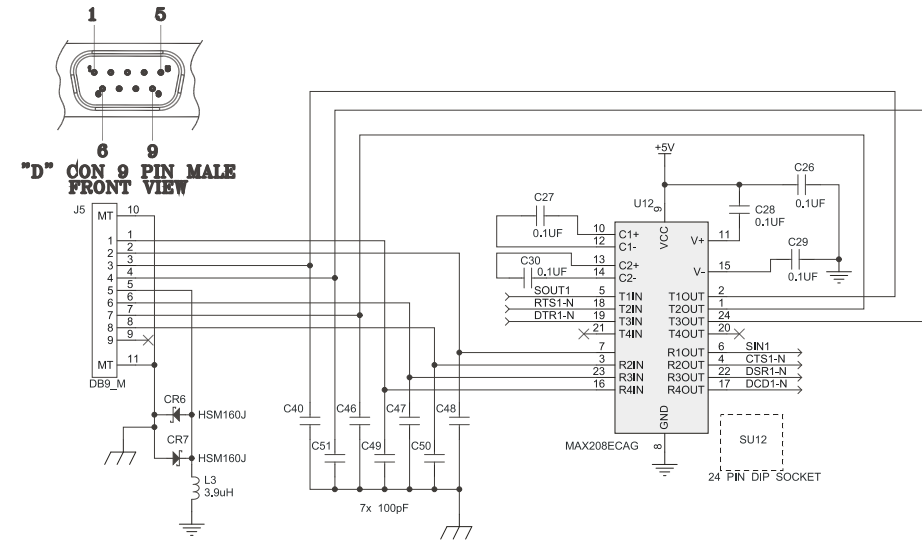 1 5
6 9
"D" CON 9 PIN MALE
FRONT VIEW
J5
MT 10
1 1
2 2
3 3
4 4
5 5
6 6
7 7
8 8
9 9
MT 11
DB9_M
CR6
HSM160J
CR7
HSM160J
L3
3,9uH
C40 C46 C47 C48
C51 C49 C50
7x 100pF
+5V
C26
0.1UF
C27
0.1UF
C28
0.1UF
C29
0.1UF
C30
0.1UF
U12
9
VCC
10 C1+
12 C1-
13 C2+
14 C2-
V+ 11
V- 15
SOUT1 5 T1IN T1OUT 2
RTS1-N 18 T2IN T2OUT 1
DTR1-N 19 T3IN T3OUT 24
21 T4IN T4OUT 20
7 R1OUT 6 SIN1
3 R2IN R2OUT 4 CTS1-N
23 R3IN R3OUT 22 DSR1-N
16 R4IN R4OUT 17 DCD1-N
GND
8
MAX208ECAG
SU12
24 PIN DIP SOCKET